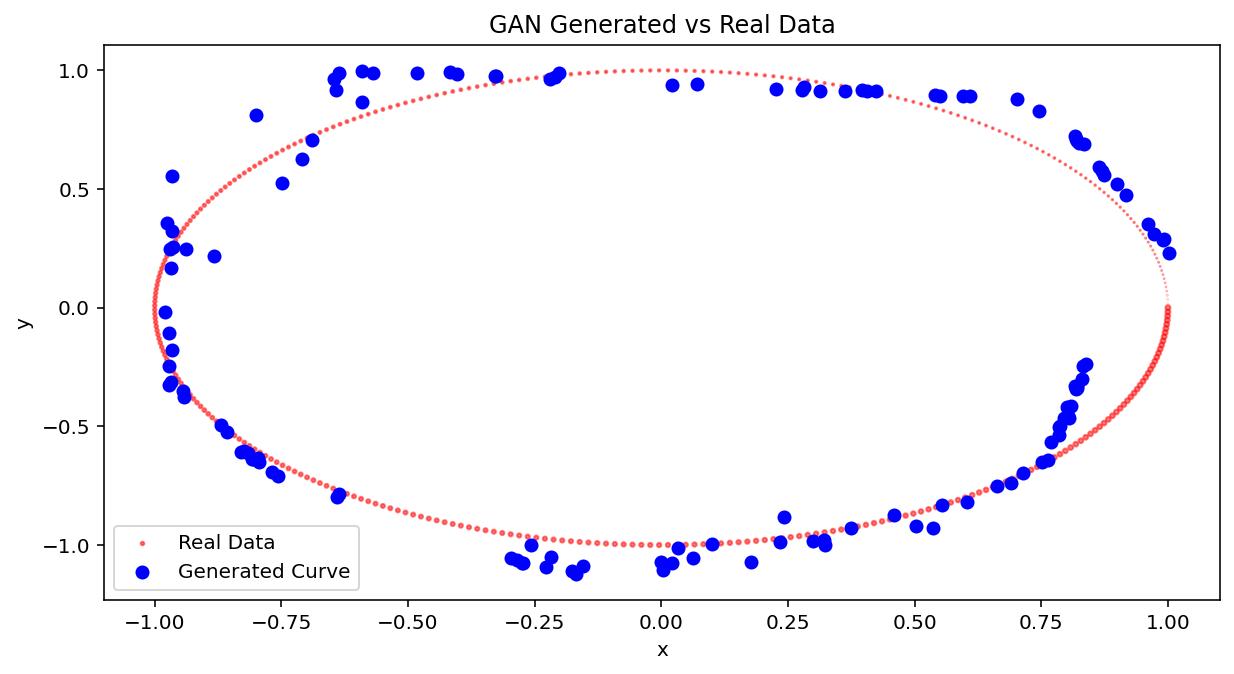 GAN Generated vs Real Data
1.0
0.5
0.0
−0.5
−1.0
y
Real Data
Generated Curve
−1.00 −0.75 −0.50 −0.25 0.00 0.25 0.50 0.75 1.00
x